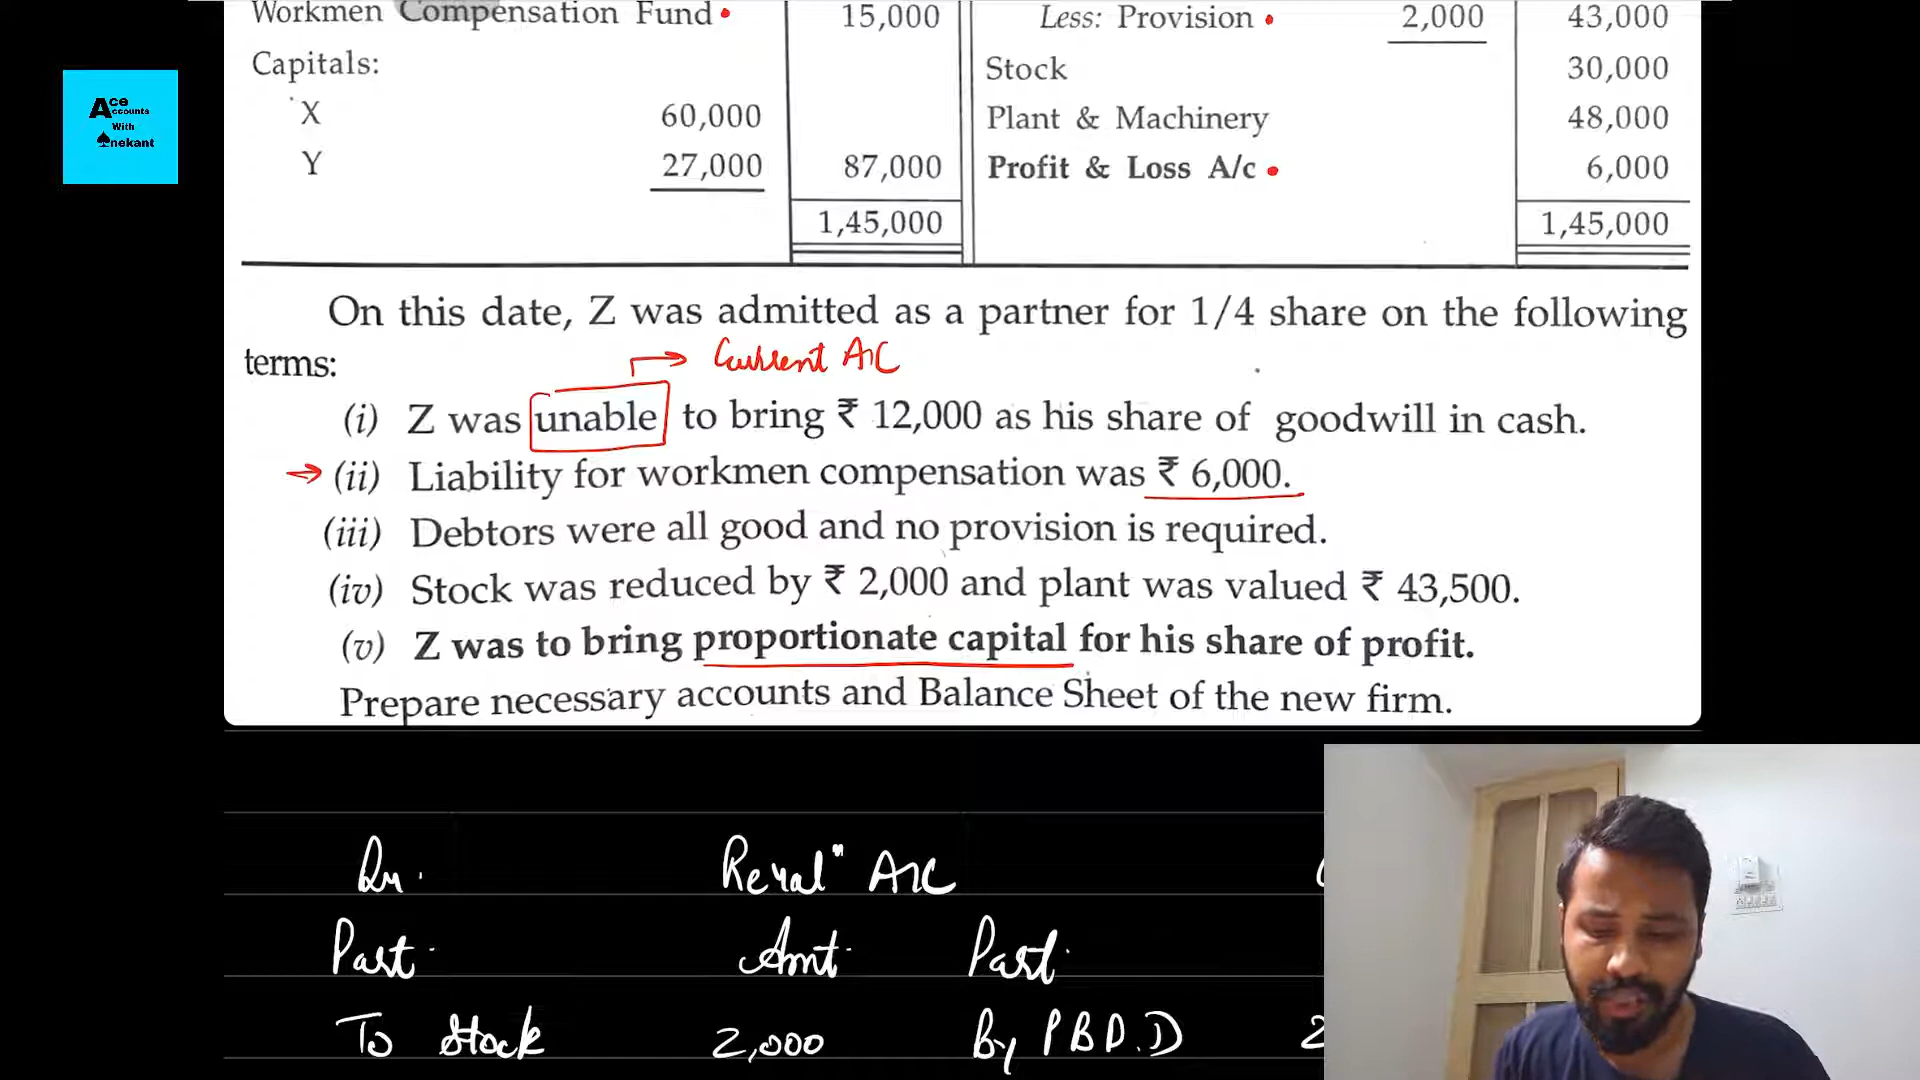 Ace
Accounts
With
Anekant
Workmen Compensation Fund 15,000 Less: Provision 2,000 43,000
Capitals: Stock 30,000
X 60,000 Plant & Machinery 48,000
Y 27,000 87,000 Profit & Loss A/c 6,000
1,45,000 1,45,000
On this date, Z was admitted as a partner for 1/4 share on the following
terms:
Current A/C
(i) Z was unable to bring ₹ 12,000 as his share of goodwill in cash.
(ii) Liability for workmen compensation was ₹ 6,000.
(iii) Debtors were all good and no provision is required.
(iv) Stock was reduced by ₹ 2,000 and plant was valued ₹ 43,500.
(v) Z was to bring proportionate capital for his share of profit.
Prepare necessary accounts and Balance Sheet of the new firm.
Dr. Reval" A/C
Part. Amt. Part.
To Stock 2,000 By P.B.D.D